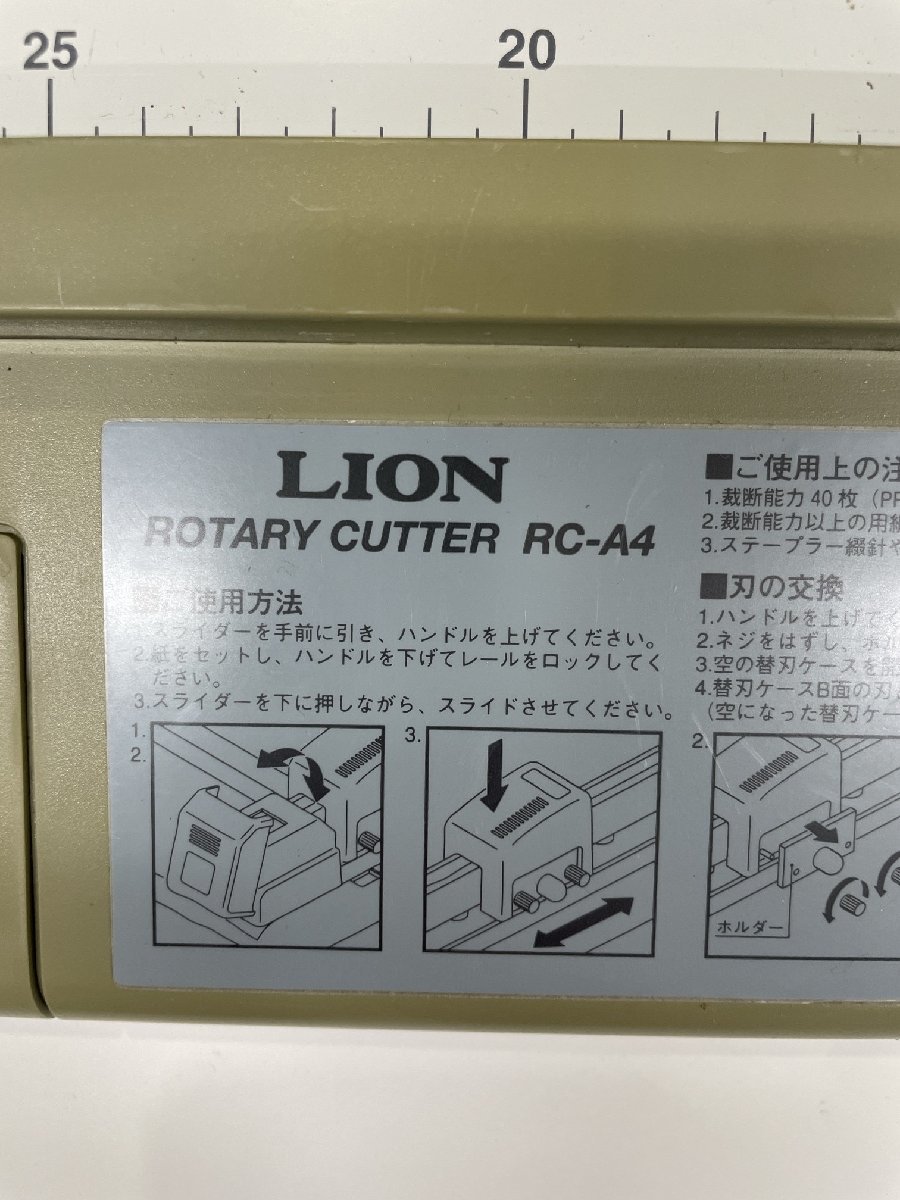 25
20
LION
ROTARY CUTTER RC-A4
■ご使用方法
1.スライダーを手前に引き、ハンドルを上げてください。
2.紙をセットし、ハンドルを下げてレールをロックしてく
ださい。
3.スライダーを下に押しながら、スライドさせてください。
1.
2.
3.
■ご使用上の注
1.裁断能力40枚（PP
2.裁断能力以上の用紙
3.ステープラー綴針や
■刃の交換
1.ハンドルを上げてく
2.ネジをはずし、ホル
3.空の替刃ケースを
4.替刃ケースB面の刃
（空になった替刃ケー
2.
ホルダー